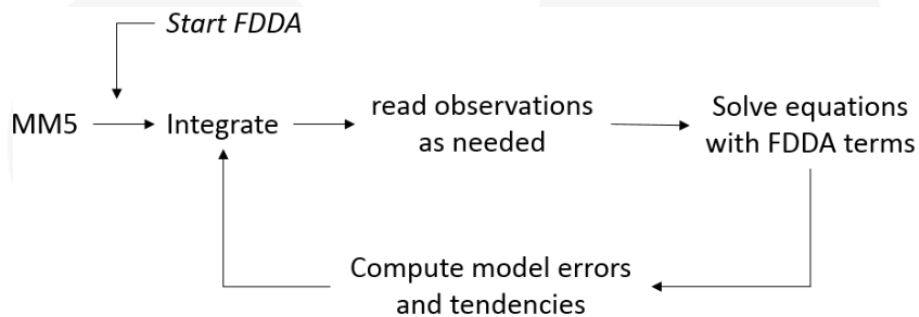 Start FDDA
MM5
Integrate
read observations
as needed
Solve equations
with FDDA terms
Compute model errors
and tendencies